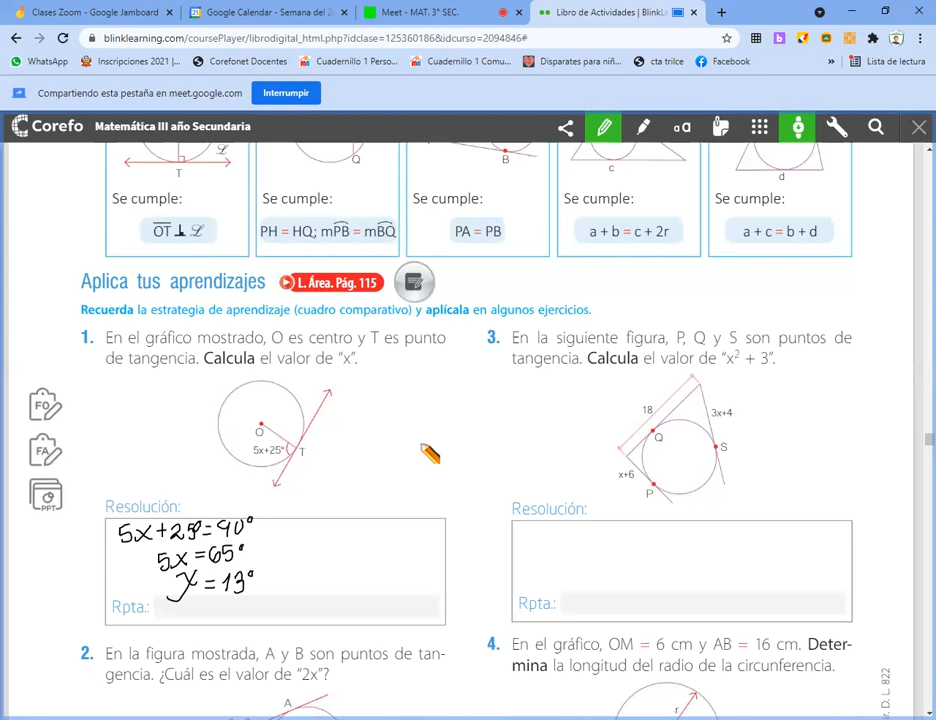 Clases Zoom - Google Jamboard
Google Calendar - Semana del 2
Meet - MAT. 3° SEC.
Libro de Actividades | BlinkL
blinklearning.com/coursePlayer/librodigital_html.php?idclase=125360186&idcurso=2094846#
WhatsApp
Inscripciones 2021|...
Corefonet Docentes
Cuadernillo 1 Perso...
Cuadernillo 1 Comu...
Disparates para niñ...
cta trilce
Facebook
»
Lista de lectura
Compartiendo esta pestaña en meet.google.com
Interrumpir
Corefo
Matemática III año Secundaria
aa
ℒ
T
Q
B
c
d
Se cumple:
Se cumple:
Se cumple:
Se cumple:
Se cumple:
OT ⊥ ℒ
PH = HQ; mPB = mBQ
PA = PB
a + b = c + 2r
a + c = b + d
Aplica tus aprendizajes
L. Área. Pág. 115
Recuerda la estrategia de aprendizaje (cuadro comparativo) y aplícala en algunos ejercicios.
1. En el gráfico mostrado, O es centro y T es punto
de tangencia. Calcula el valor de “x”.
O
5x+25°
T
Resolución:
5x+25°=90°
5x=65°
x=13°
Rpta.:
2. En la figura mostrada, A y B son puntos de tan-
gencia. ¿Cuál es el valor de “2x”?
A
3. En la siguiente figura, P, Q y S son puntos de
tangencia. Calcula el valor de “x² + 3”.
18
3x+4
Q
S
x+6
P
Resolución:
Rpta.:
4. En el gráfico, OM = 6 cm y AB = 16 cm. Deter-
mina la longitud del radio de la circunferencia.
r
FO
FA
PPT
r. D. L. 822